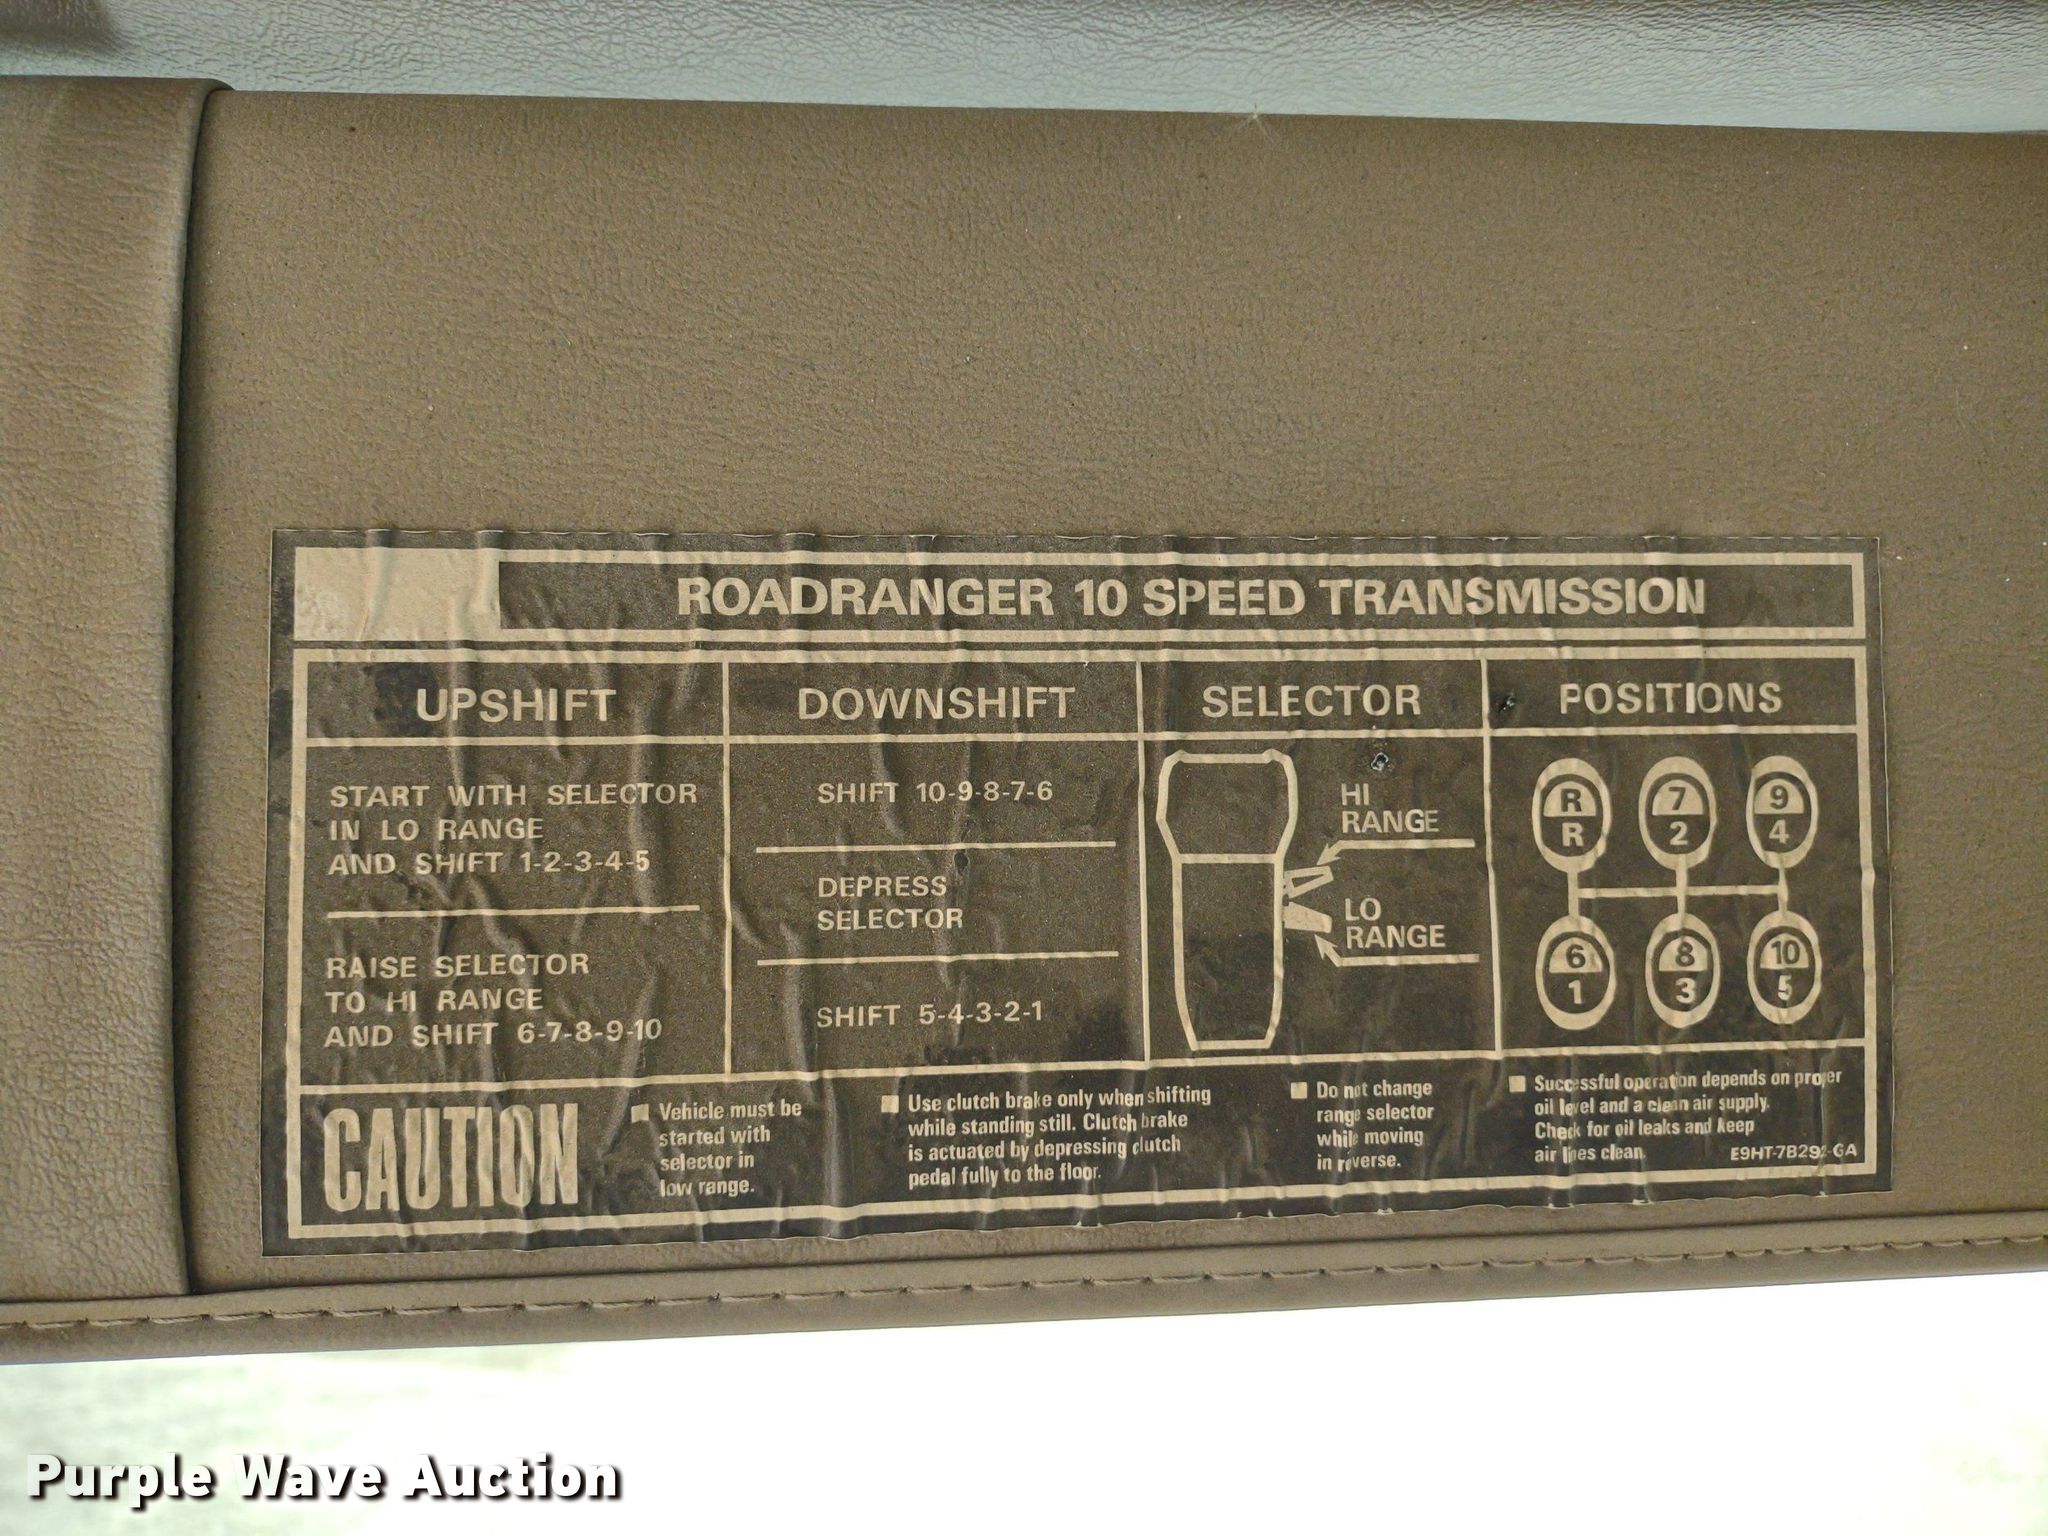 ROADRANGER 10 SPEED TRANSMISSION
UPSHIFT
START WITH SELECTOR
IN LO RANGE
AND SHIFT 1-2-3-4-5
RAISE SELECTOR
TO HI RANGE
AND SHIFT 6-7-8-9-10
DOWNSHIFT
SHIFT 10-9-8-7-6
DEPRESS
SELECTOR
SHIFT 5-4-3-2-1
SELECTOR
HI
RANGE
LO
RANGE
POSITIONS
R 7 9
R 2 4
6 8 10
1 3 5
CAUTION
Vehicle must be
started with
selector in
low range.
Use clutch brake only when shifting
while standing still. Clutch brake
is actuated by depressing clutch
pedal fully to the floor.
Do not change
range selector
while moving
in reverse.
Successful operation depends on proper
oil level and a clean air supply.
Check for oil leaks and keep
air lines clean.
Purple Wave Auction